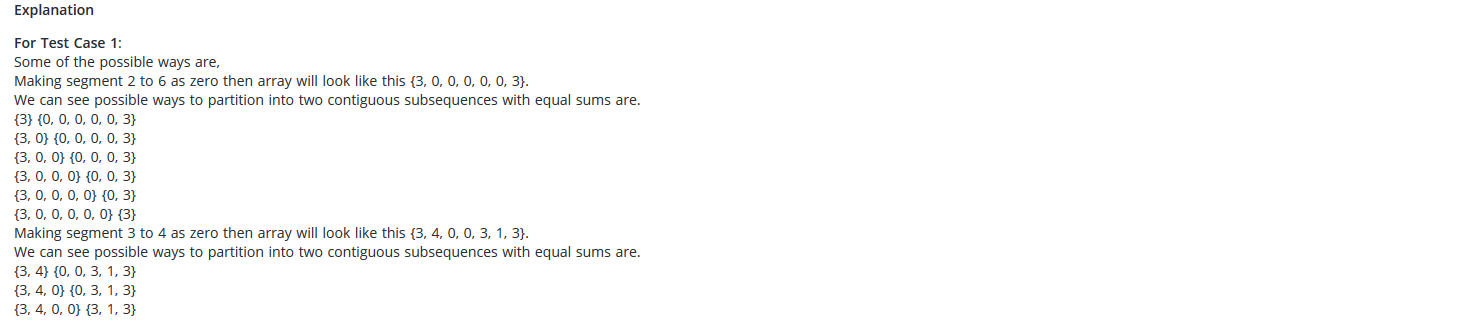 Explanation
For Test Case 1:
Some of the possible ways are,
Making segment 2 to 6 as zero then array will look like this {3, 0, 0, 0, 0, 0, 3}.
We can see possible ways to partition into two contiguous subsequences with equal sums are.
{3} {0, 0, 0, 0, 0, 3}
{3, 0} {0, 0, 0, 0, 3}
{3, 0, 0} {0, 0, 0, 3}
{3, 0, 0, 0} {0, 0, 3}
{3, 0, 0, 0, 0} {0, 3}
{3, 0, 0, 0, 0, 0} {3}
Making segment 3 to 4 as zero then array will look like this {3, 4, 0, 0, 3, 1, 3}.
We can see possible ways to partition into two contiguous subsequences with equal sums are.
{3, 4} {0, 0, 3, 1, 3}
{3, 4, 0} {0, 3, 1, 3}
{3, 4, 0, 0} {3, 1, 3}